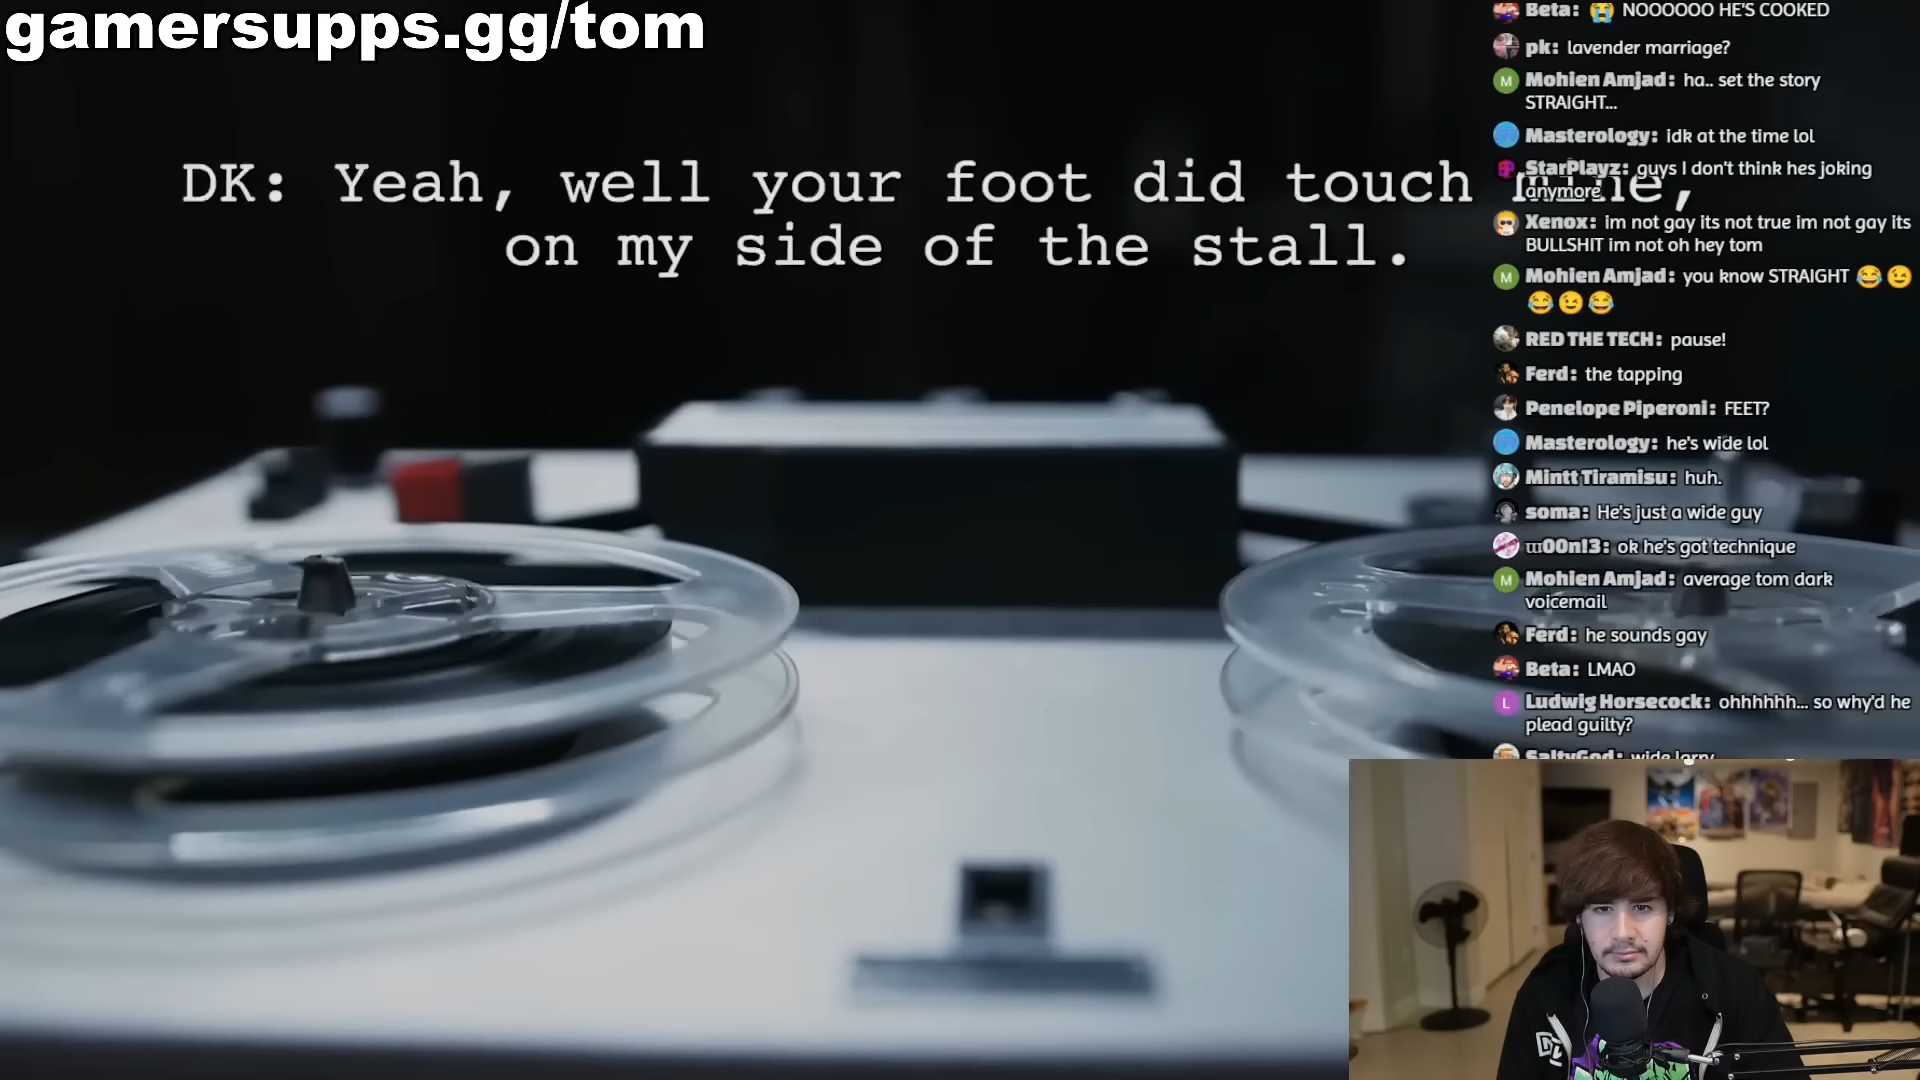 gamersupps.gg/tom
DK: Yeah, well your foot did touch mine,
on my side of the stall.
Beta: 😭 NOOOOOO HE'S COOKED
pk: lavender marriage?
M Mohien Amjad: ha.. set the story
STRAIGHT...
Masterology: idk at the time lol
StarPlayz: guys I don't think hes joking
anymore
Xenox: im not gay its not true im not gay its
BULLSHIT im not oh hey tom
M Mohien Amjad: you know STRAIGHT 😂😉
😂😉😂
RED THE TECH: pause!
Ferd: the tapping
Penelope Piperoni: FEET?
Masterology: he's wide lol
Mintt Tiramisu: huh.
soma: He's just a wide guy
ɯ00n!3: ok he's got technique
M Mohien Amjad: average tom dark
voicemail
Ferd: he sounds gay
Beta: LMAO
L Ludwig Horsecock: ohhhhhh... so why'd he
plead guilty?
SaltyGod: wide larry